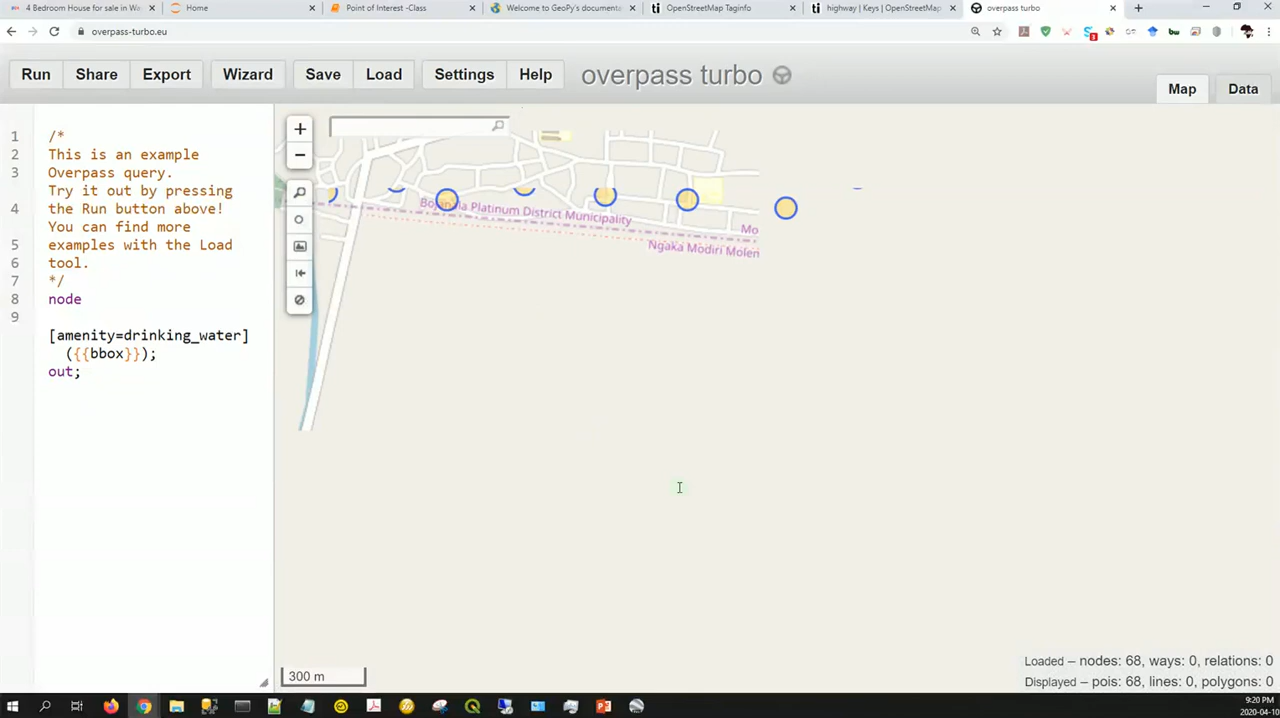 4 Bedroom House for sale in Wa
Home
Point of Interest -Class
Welcome to GeoPy's documenta
OpenStreetMap Taginfo
highway | Keys | OpenStreetMap
overpass turbo
overpass-turbo.eu
Run
Share
Export
Wizard
Save
Load
Settings
Help
overpass turbo
Map
Data
1 /*
2 This is an example
3 Overpass query.
Try it out by pressing
4 the Run button above!
You can find more
5 examples with the Load
6 tool.
7 */
8 node
9
[amenity=drinking_water]
({{bbox}});
out;
+
−
Bojanala Platinum District Municipality
Mo
Ngaka Modiri Molen
300 m
Loaded – nodes: 68, ways: 0, relations: 0
Displayed – pois: 68, lines: 0, polygons: 0
9:20 PM
2020-04-10